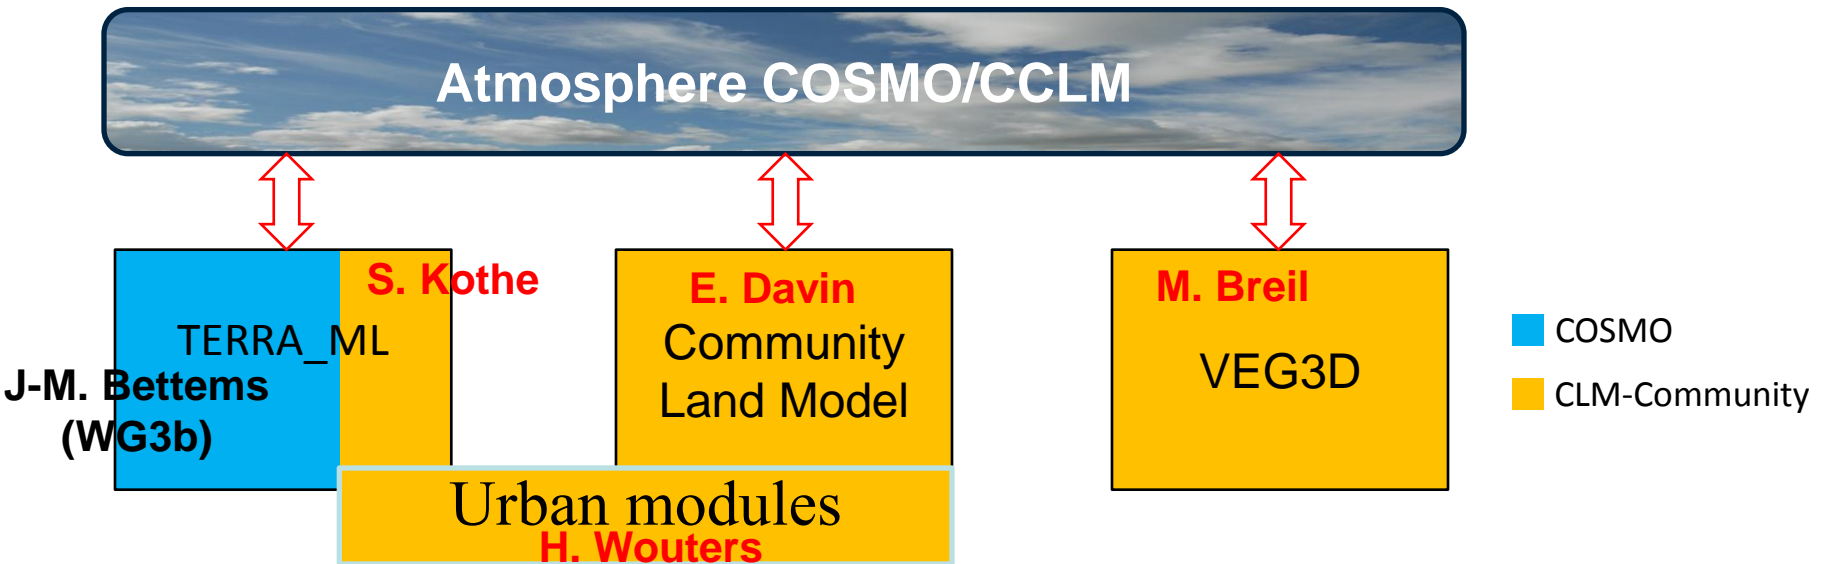 Atmosphere COSMO/CCLM
S. Kothe
TERRA_ML
J-M. Bettems
(WG3b)
E. Davin
Community
Land Model
M. Breil
VEG3D
Urban modules
H. Wouters
COSMO
CLM-Community